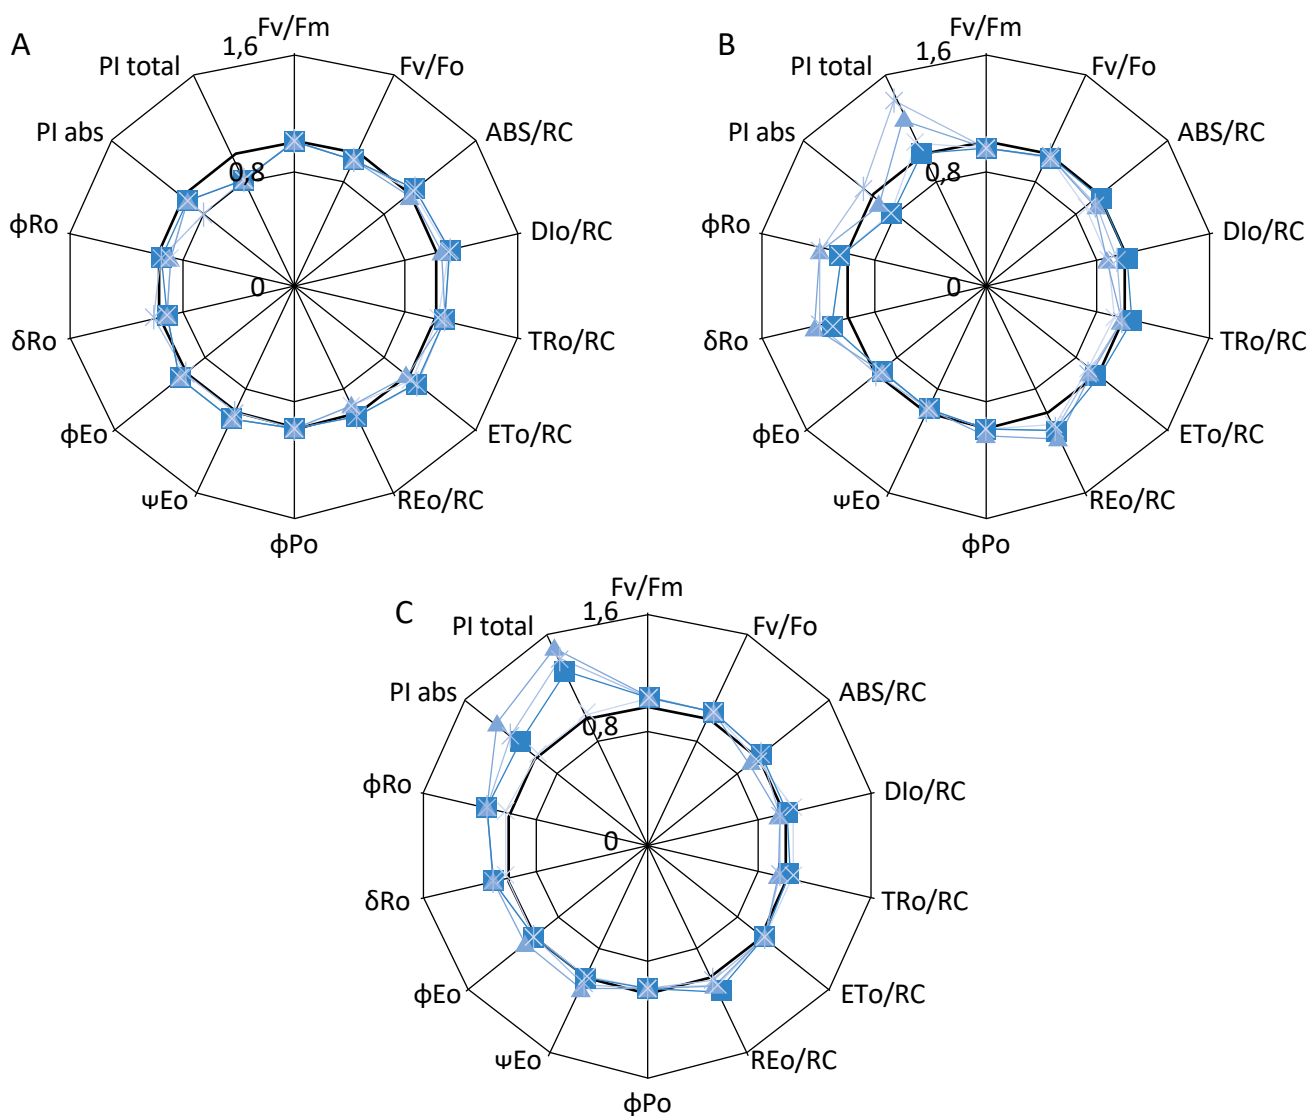 A
Fv/Fm
1,6
PI total
Fv/Fo
PI abs
ABS/RC
0,8
ϕRo
DIo/RC
0
δRo
TRo/RC
ϕEo
ETo/RC
ψEo
REo/RC
ϕPo
B
Fv/Fm
1,6
PI total
Fv/Fo
PI abs
ABS/RC
0,8
ϕRo
DIo/RC
0
δRo
TRo/RC
ϕEo
ETo/RC
ψEo
REo/RC
ϕPo
C
Fv/Fm
1,6
PI total
Fv/Fo
PI abs
ABS/RC
0,8
ϕRo
DIo/RC
0
δRo
TRo/RC
ϕEo
ETo/RC
ψEo
REo/RC
ϕPo